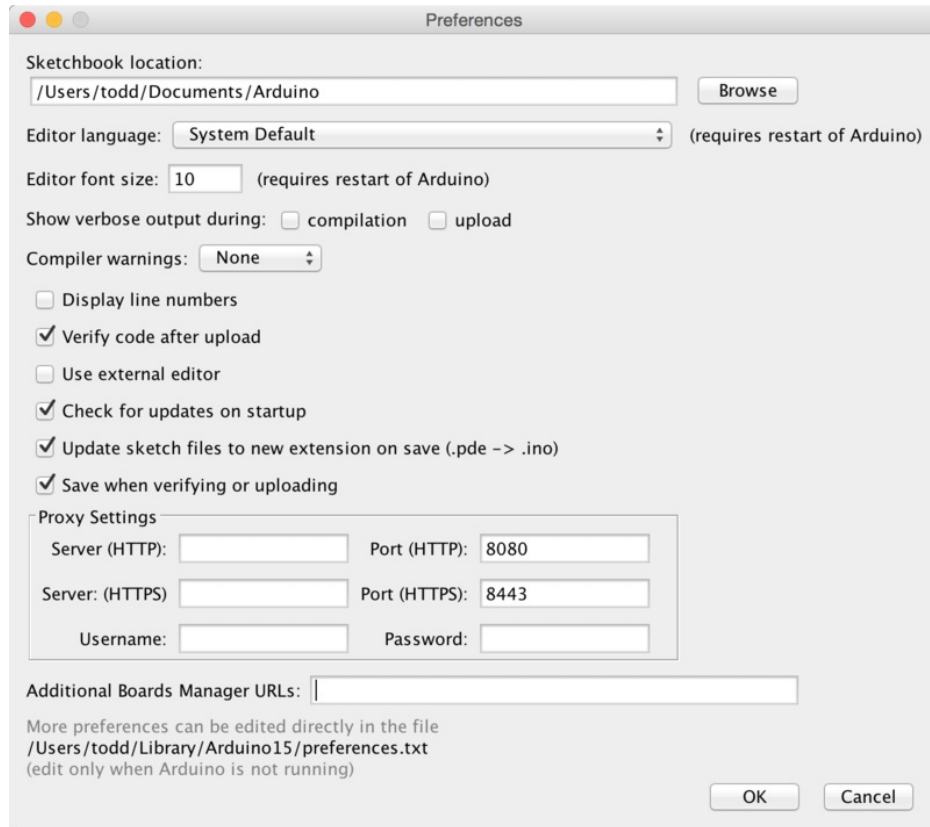 Preferences
Sketchbook location:
/Users/todd/Documents/Arduino Browse
Editor language: System Default (requires restart of Arduino)
Editor font size: 10 (requires restart of Arduino)
Show verbose output during: compilation upload
Compiler warnings: None
Display line numbers
Verify code after upload
Use external editor
Check for updates on startup
Update sketch files to new extension on save (.pde -> .ino)
Save when verifying or uploading
Proxy Settings
Server (HTTP): Port (HTTP): 8080
Server: (HTTPS) Port (HTTPS): 8443
Username: Password:
Additional Boards Manager URLs:
More preferences can be edited directly in the file
/Users/todd/Library/Arduino15/preferences.txt
(edit only when Arduino is not running)
OK Cancel